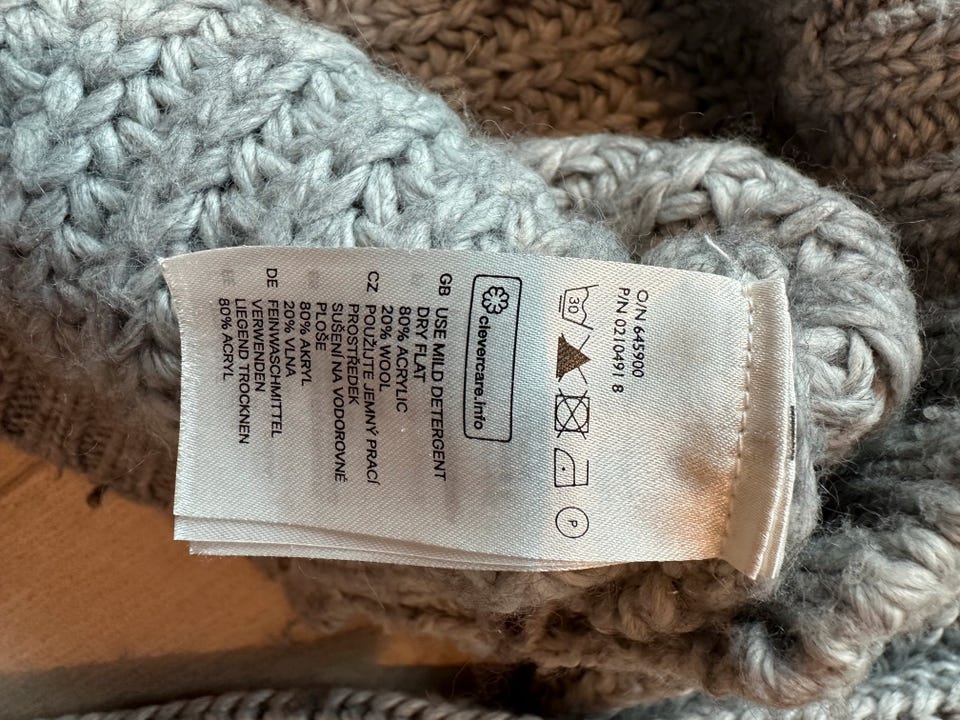 O/N 645900
P/N 0210491 8
30
P
clevercare.info
GB USE MILD DETERGENT
DRY FLAT
80% ACRYLIC
20% WOOL
CZ POUŽIJTE JEMNÝ PRACÍ
PROSTŘEDEK
SUŠENÍ NA VODOROVNÉ
PLOŠE
80% AKRYL
20% VLNA
DE FEINWASCHMITTEL
VERWENDEN
LIEGEND TROCKNEN
80% ACRYL